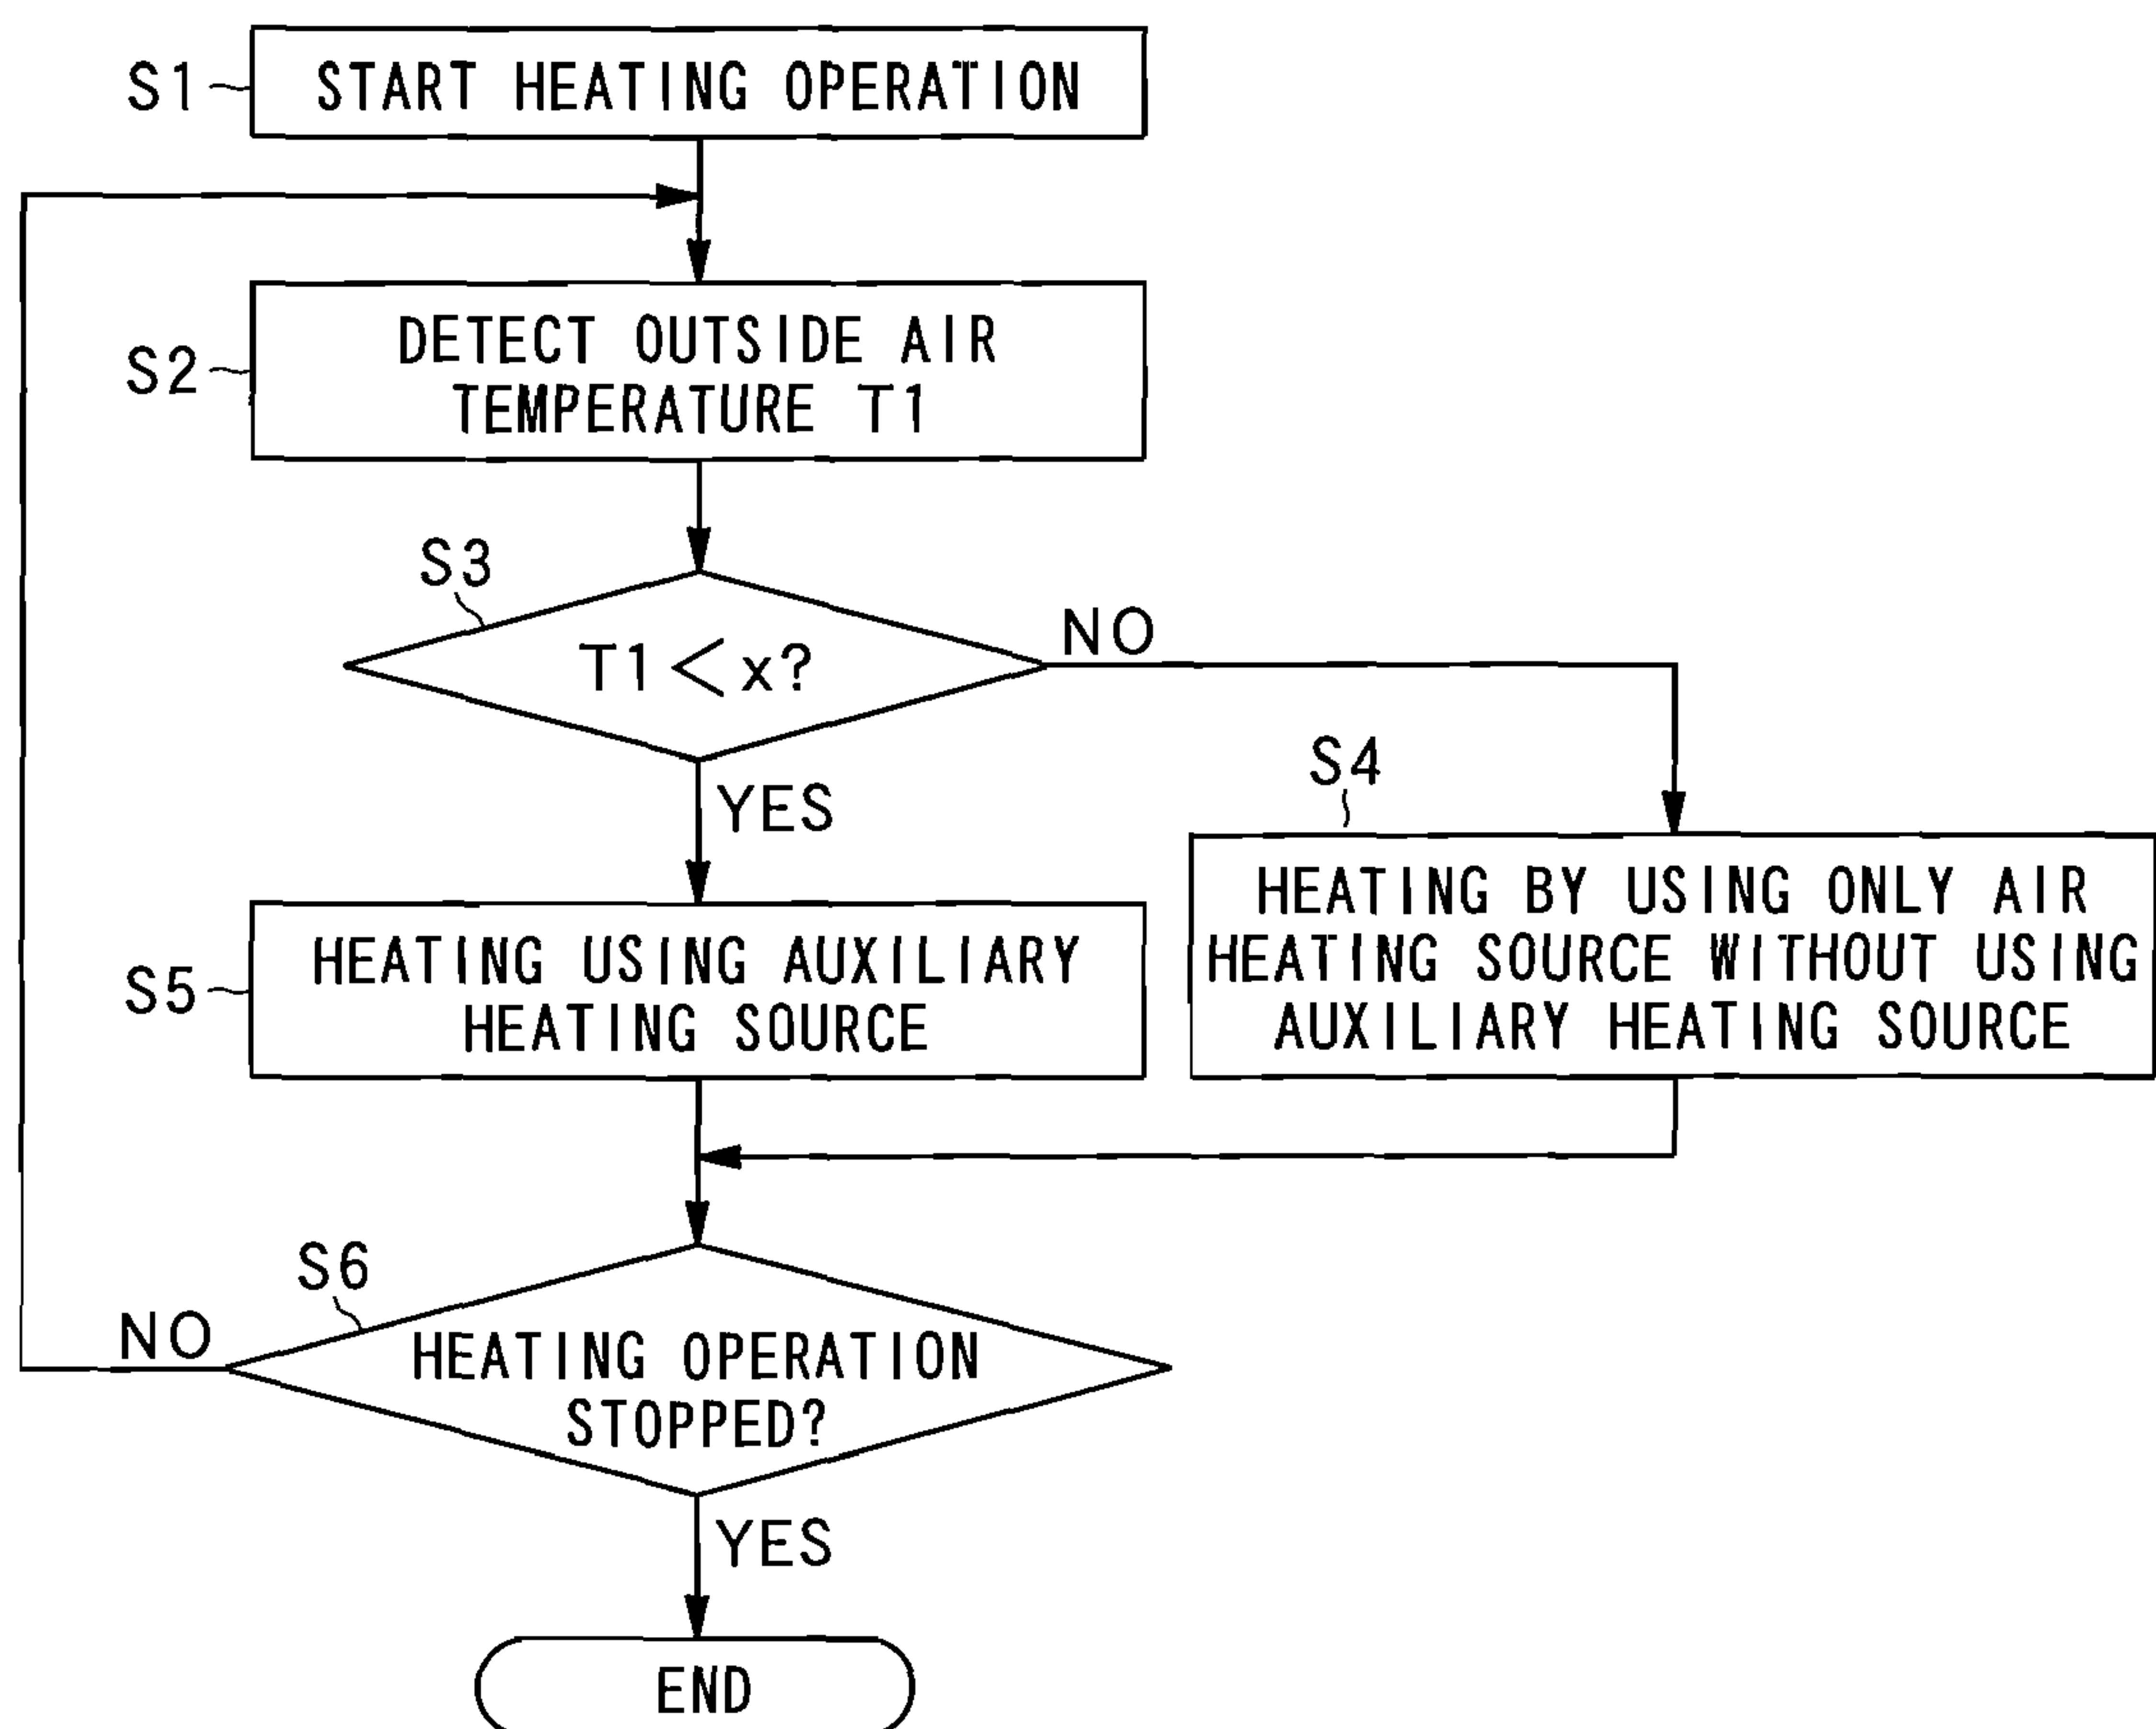 S1
START HEATING OPERATION
S2
DETECT OUTSIDE AIR
TEMPERATURE T1
S3
T1<x?
NO
YES
S4
HEATING BY USING ONLY AIR
HEATING SOURCE WITHOUT USING
AUXILIARY HEATING SOURCE
S5
HEATING USING AUXILIARY
HEATING SOURCE
S6
HEATING OPERATION
STOPPED?
NO
YES
END